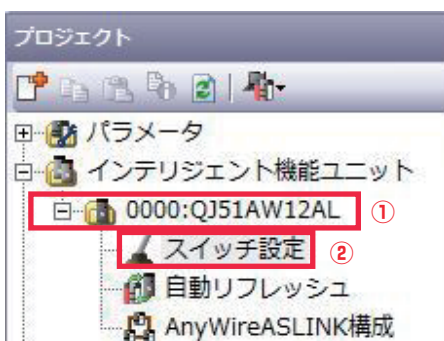 プロジェクト
パラメータ
インテリジェント機能ユニット
0000:QJ51AW12AL ①
スイッチ設定 ②
自動リフレッシュ
AnyWireASLINK構成